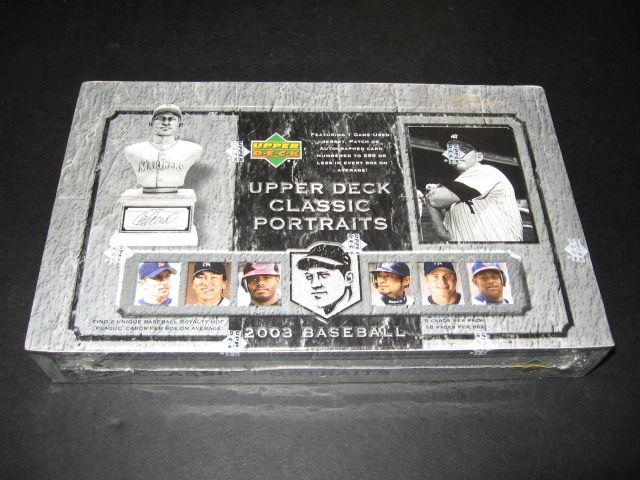 UPPER
DECK
FEATURING 1 GAME-USED
JERSEY, PATCH OR
AUTOGRAPHED CARD
NUMBERED TO 299 OR
LESS IN EVERY BOX ON
AVERAGE!
MARINERS
UPPER DECK
CLASSIC
PORTRAITS
FIND 2 UNIQUE BASEBALL ROYALTY HOF
"PLAQUE" CARDS PER BOX ON AVERAGE!
2003 BASEBALL
5 CARDS PER PACK
18 PACKS PER BOX